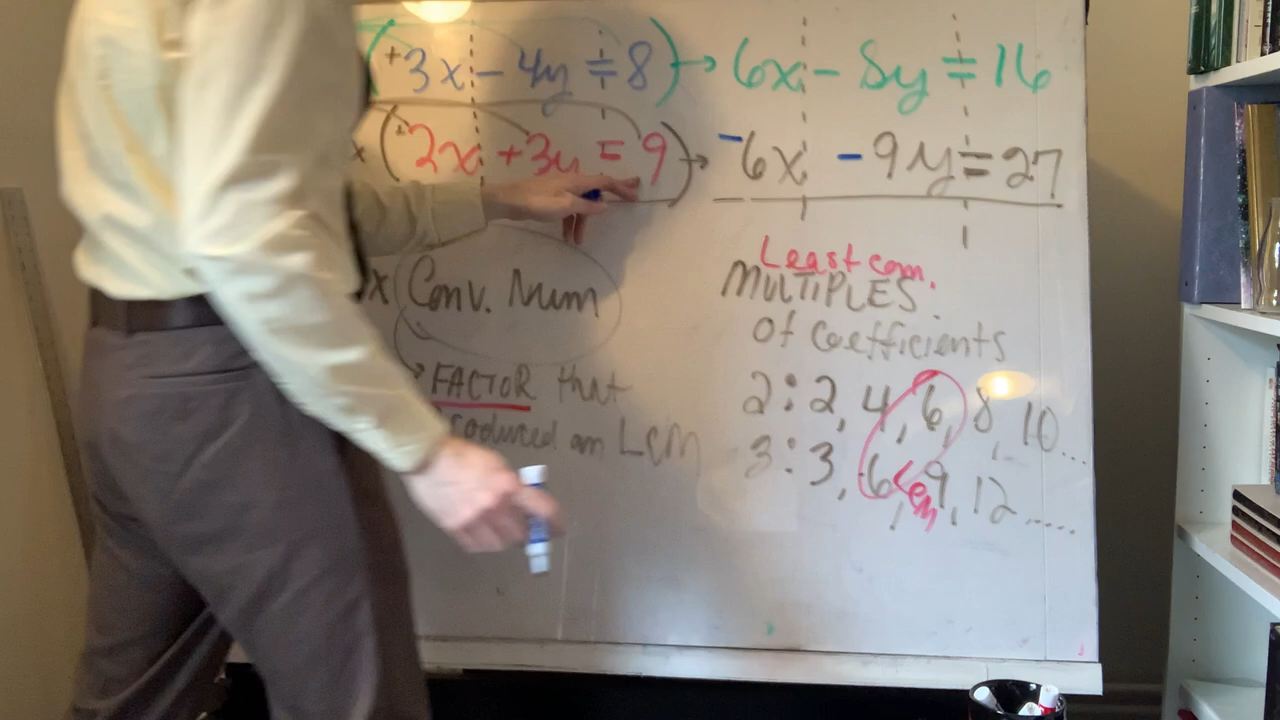 (+3x - 4y = 8) → 6x - 8y = 16
x (+2x + 3y = 9) → -6x - 9y = 27
x Conv. Num
→ FACTOR that
produced an LCM
Least com.
MULTIPLES.
of Coefficients
2: 2, 4, 6, 8, 10...
3: 3, 6, 9, 12.....
LCM